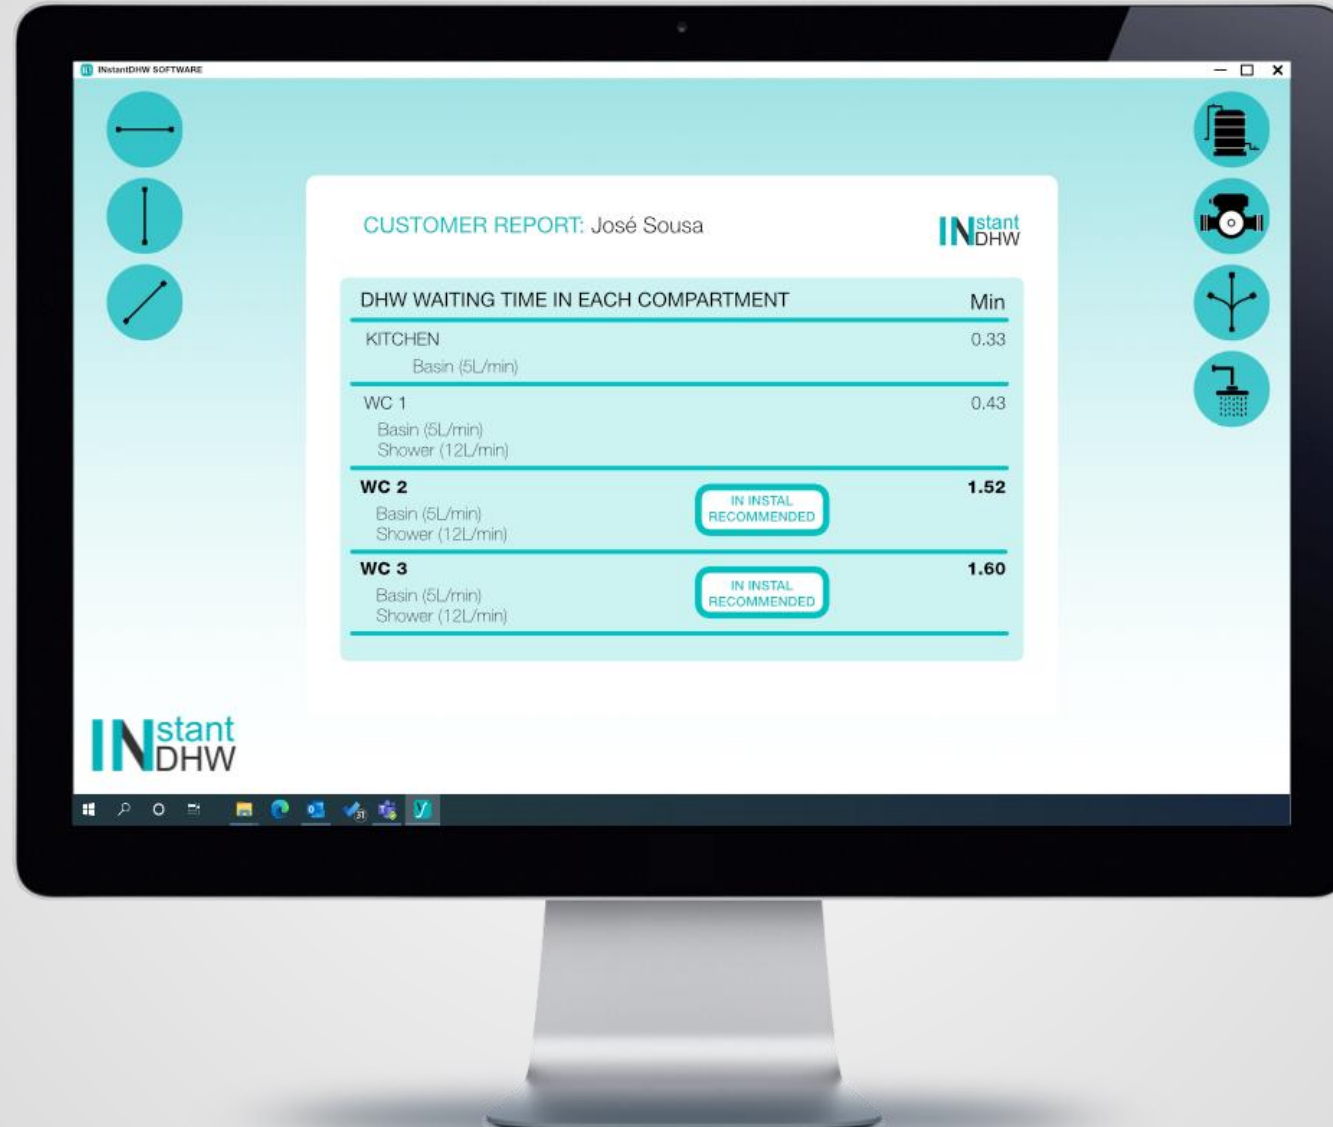 INstantDHW SOFTWARE
CUSTOMER REPORT: José Sousa
INstant
DHW
DHW WAITING TIME IN EACH COMPARTMENT Min
KITCHEN 0.33
Basin (5L/min)
WC 1 0.43
Basin (5L/min)
Shower (12L/min)
WC 2 1.52
IN INSTAL
RECOMMENDED
Basin (5L/min)
Shower (12L/min)
WC 3 1.60
IN INSTAL
RECOMMENDED
Basin (5L/min)
Shower (12L/min)
INstant
DHW
31